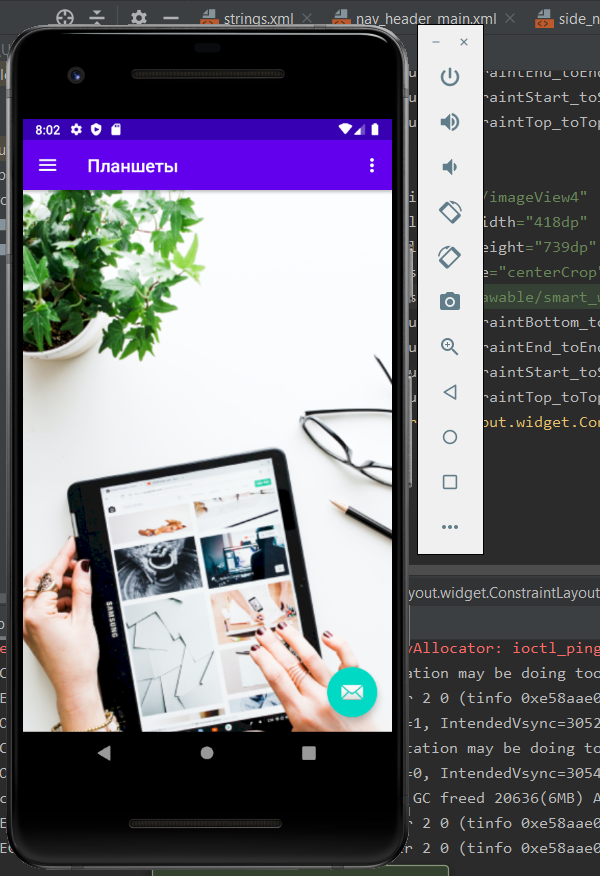 strings.xml
nav_header_main.xml
side_n
8:02
Планшеты
SAMSUNG
raintEnd_toEnd
raintStart_toS
raintTop_toTop
/imageView4"
idth="418dp"
eight="739dp"
e="centerCrop"
awable/smart_w
raintBottom_to
raintEnd_toEnd
raintStart_toS
raintTop_toTop
out.widget.Con
yout.widget.ConstraintLayout
yAllocator: ioctl_ping
ation may be doing too
r 2 0 (tinfo 0xe58aae0
=1, IntendedVsync=3052
cation may be doing to
=0, IntendedVsync=3054
GC freed 20636(6MB) A
r 2 0 (tinfo 0xe58aae0
r 2 0 (tinfo 0xe58aae0